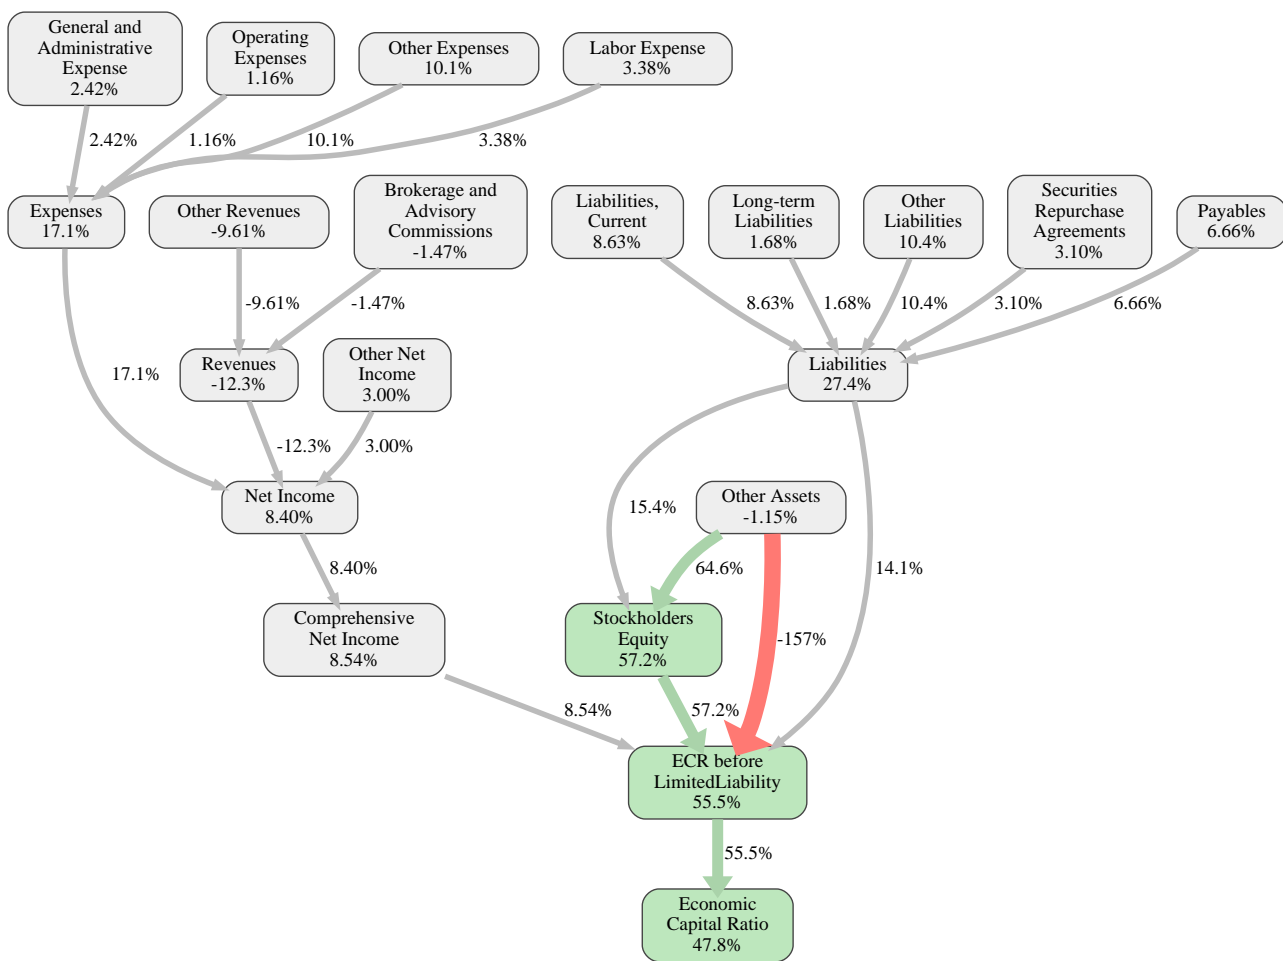 General and
Administrative
Expense
2.42%
Operating
Expenses
1.16%
Other Expenses
10.1%
Labor Expense
3.38%
2.42%
1.16%
10.1%
3.38%
Expenses
17.1%
Other Revenues
-9.61%
Brokerage and
Advisory
Commissions
-1.47%
Liabilities,
Current
8.63%
Long-term
Liabilities
1.68%
Other
Liabilities
10.4%
Securities
Repurchase
Agreements
3.10%
Payables
6.66%
-9.61%
-1.47%
8.63%
1.68%
10.4%
3.10%
6.66%
17.1%
Revenues
-12.3%
Other Net
Income
3.00%
Liabilities
27.4%
-12.3%
3.00%
Net Income
8.40%
15.4%
Other Assets
-1.15%
8.40%
64.6%
14.1%
Comprehensive
Net Income
8.54%
Stockholders
Equity
57.2%
-157%
8.54%
57.2%
ECR before
LimitedLiability
55.5%
55.5%
Economic
Capital Ratio
47.8%